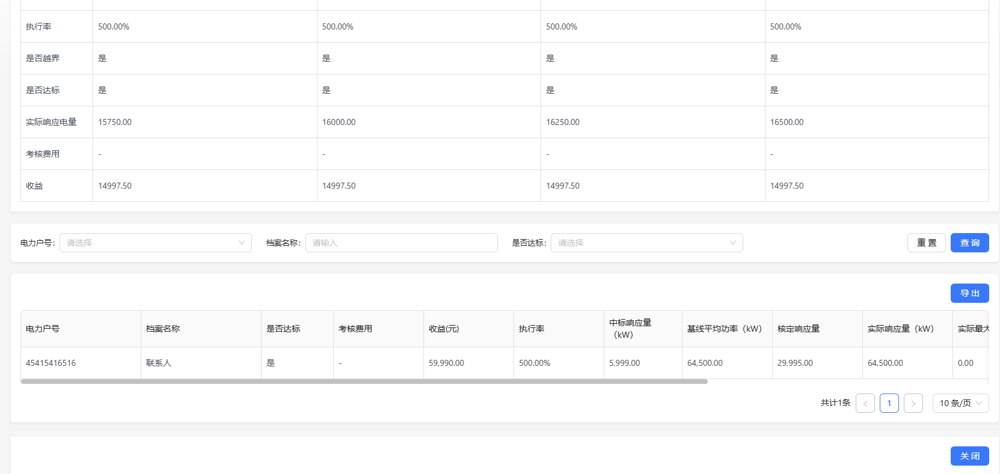 执行率 500.00% 500.00% 500.00% 500.00%
是否越界 是 是 是 是
是否达标 是 是 是 是
实际响应电量 15750.00 16000.00 16250.00 16500.00
考核费用 - - - -
收益 14997.50 14997.50 14997.50 14997.50
电力户号: 请选择 档案名称: 请输入 是否达标: 请选择 重 置 查 询
导 出
电力户号 档案名称 是否达标 考核费用 收益(元) 执行率 中标响应量（kW） 基线平均功率（kW） 核定响应量 实际响应量（kW） 实际最大
45415416516 联系人 是 - 59,990.00 500.00% 5,999.00 64,500.00 29,995.00 64,500.00 0.00
共计1条 < 1 > 10 条/页
关 闭